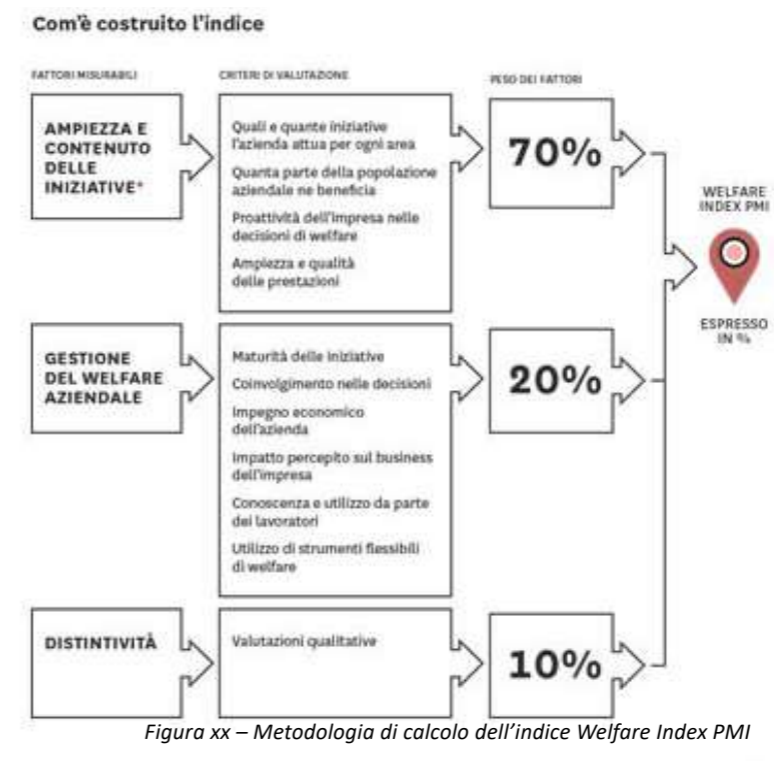 Com'è costruito l'indice
FATTORI MISURABILI
CRITERI DI VALUTAZIONE
PESO DEI FATTORI
AMPIEZZA E
CONTENUTO
DELLE
INIZIATIVE*
Quali e quante iniziative
l'azienda attua per ogni area
Quanta parte della popolazione
aziendale ne beneficia
Proattività dell'impresa nelle
decisioni di welfare
Ampiezza e qualità
delle prestazioni
70%
WELFARE
INDEX PMI
ESPRESSO
IN %
GESTIONE
DEL WELFARE
AZIENDALE
Maturità delle iniziative
Coinvolgimento nelle decisioni
Impegno economico
dell'azienda
Impatto percepito sul business
dell'impresa
Conoscenza e utilizzo da parte
dei lavoratori
Utilizzo di strumenti flessibili
di welfare
20%
DISTINTIVITÀ
Valutazioni qualitative
10%
Figura xx – Metodologia di calcolo dell'indice Welfare Index PMI